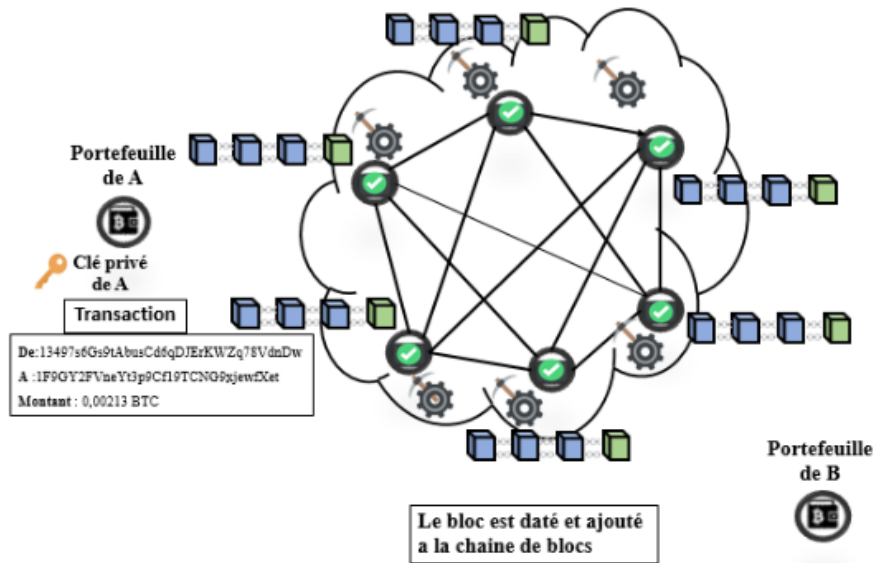 Portefeuille
de A
Clé privé
de A
Transaction
De:13497s6Gs9tAbusCd6qDJErKWZq78VdnDw
A :1F9GY2FVneYt3p9Cf19TCNG9xjewfXet
Montant : 0,00213 BTC
Le bloc est daté et ajouté
a la chaine de blocs
Portefeuille
de B